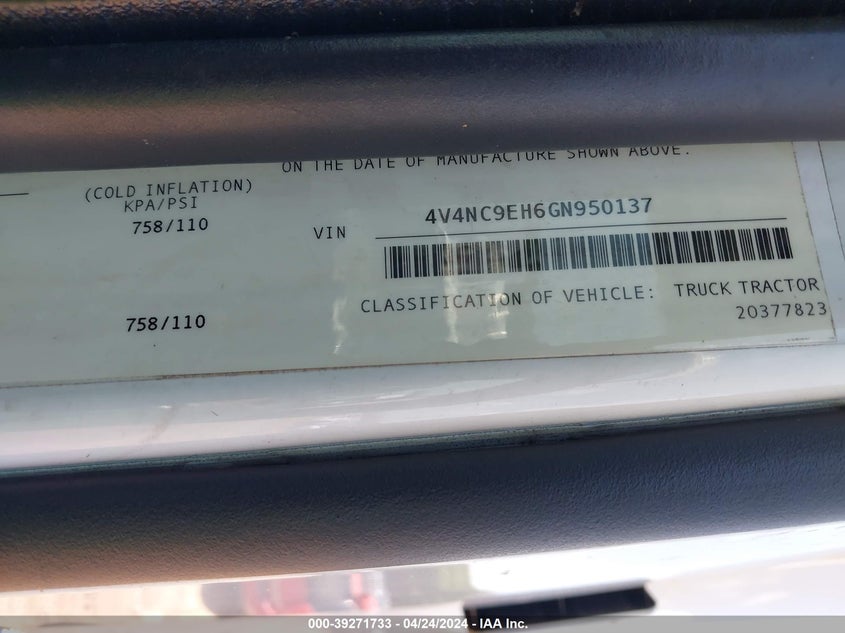 ON THE DATE OF MANUFACTURE SHOWN ABOVE.
(COLD INFLATION)
KPA/PSI
758/110
VIN
4V4NC9EH6GN950137
758/110
CLASSIFICATION OF VEHICLE: TRUCK TRACTOR
20377823
000-39271733 - 04/24/2024 - IAA Inc.